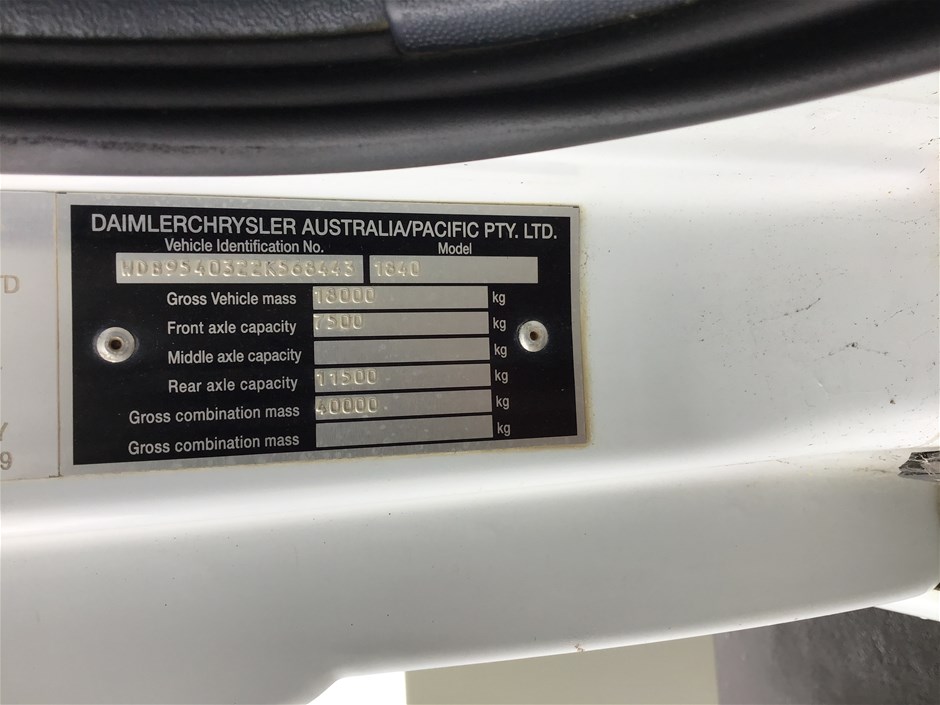 DAIMLERCHRYSLER AUSTRALIA/PACIFIC PTY. LTD.
Vehicle Identification No. Model
WDB954032ZK568443 1840
Gross Vehicle mass 18000 kg
Front axle capacity 7500 kg
Middle axle capacity kg
Rear axle capacity 11500 kg
Gross combination mass 40000 kg
Gross combination mass kg
D
Y
9